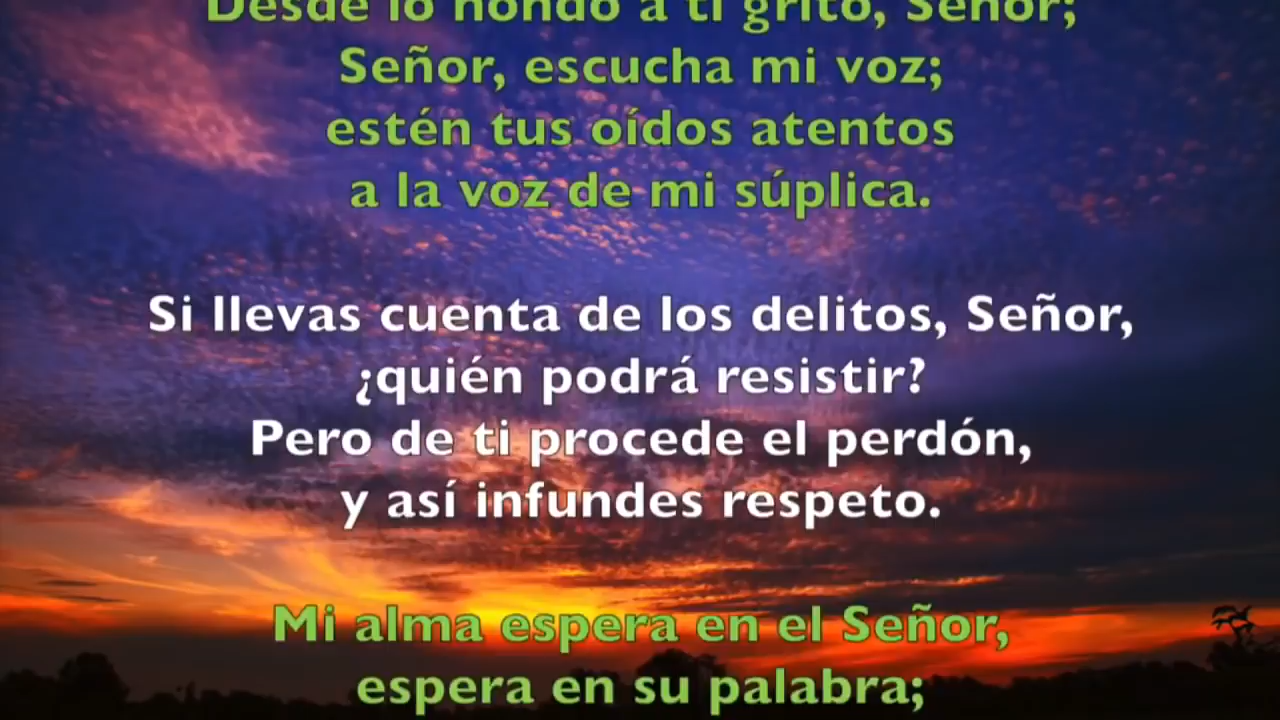 Desde lo hondo a ti grito, Señor;
Señor, escucha mi voz;
estén tus oídos atentos
a la voz de mi súplica.
Si llevas cuenta de los delitos, Señor,
¿quién podrá resistir?
Pero de ti procede el perdón,
y así infundes respeto.
Mi alma espera en el Señor,
espera en su palabra;